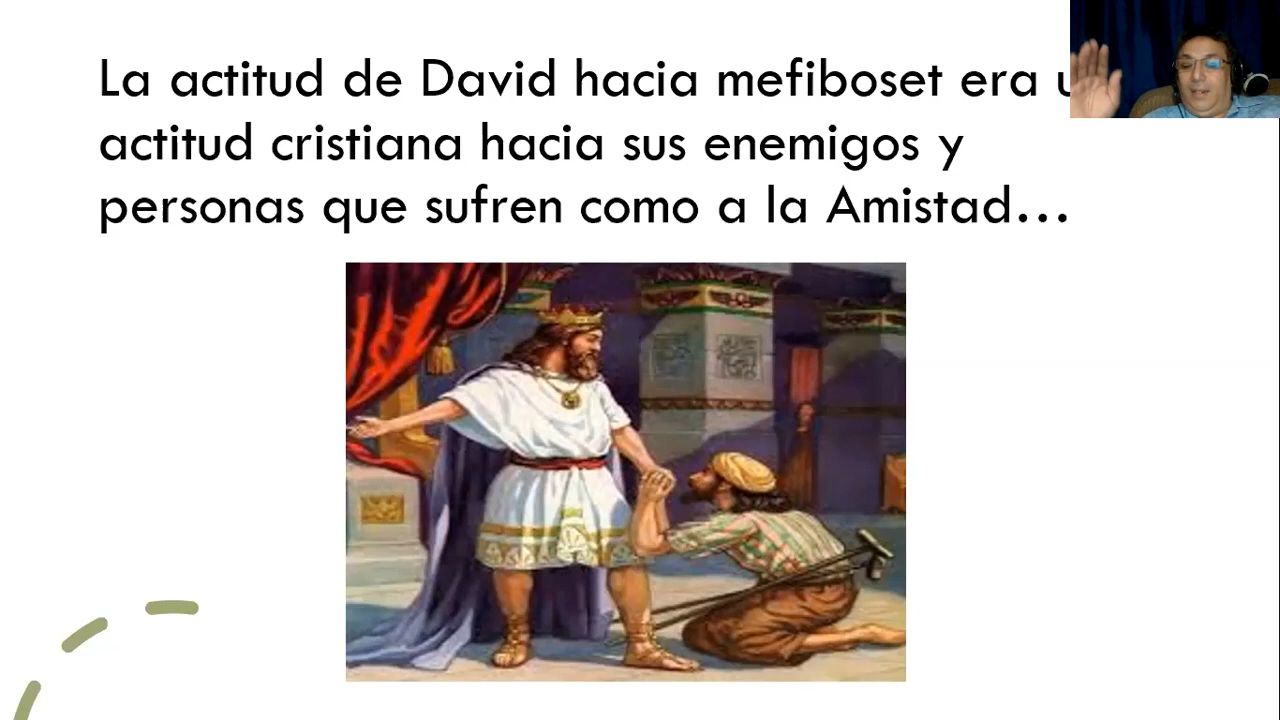 La actitud de David hacia mefiboset era
actitud cristiana hacia sus enemigos y
personas que sufren como a la Amistad…